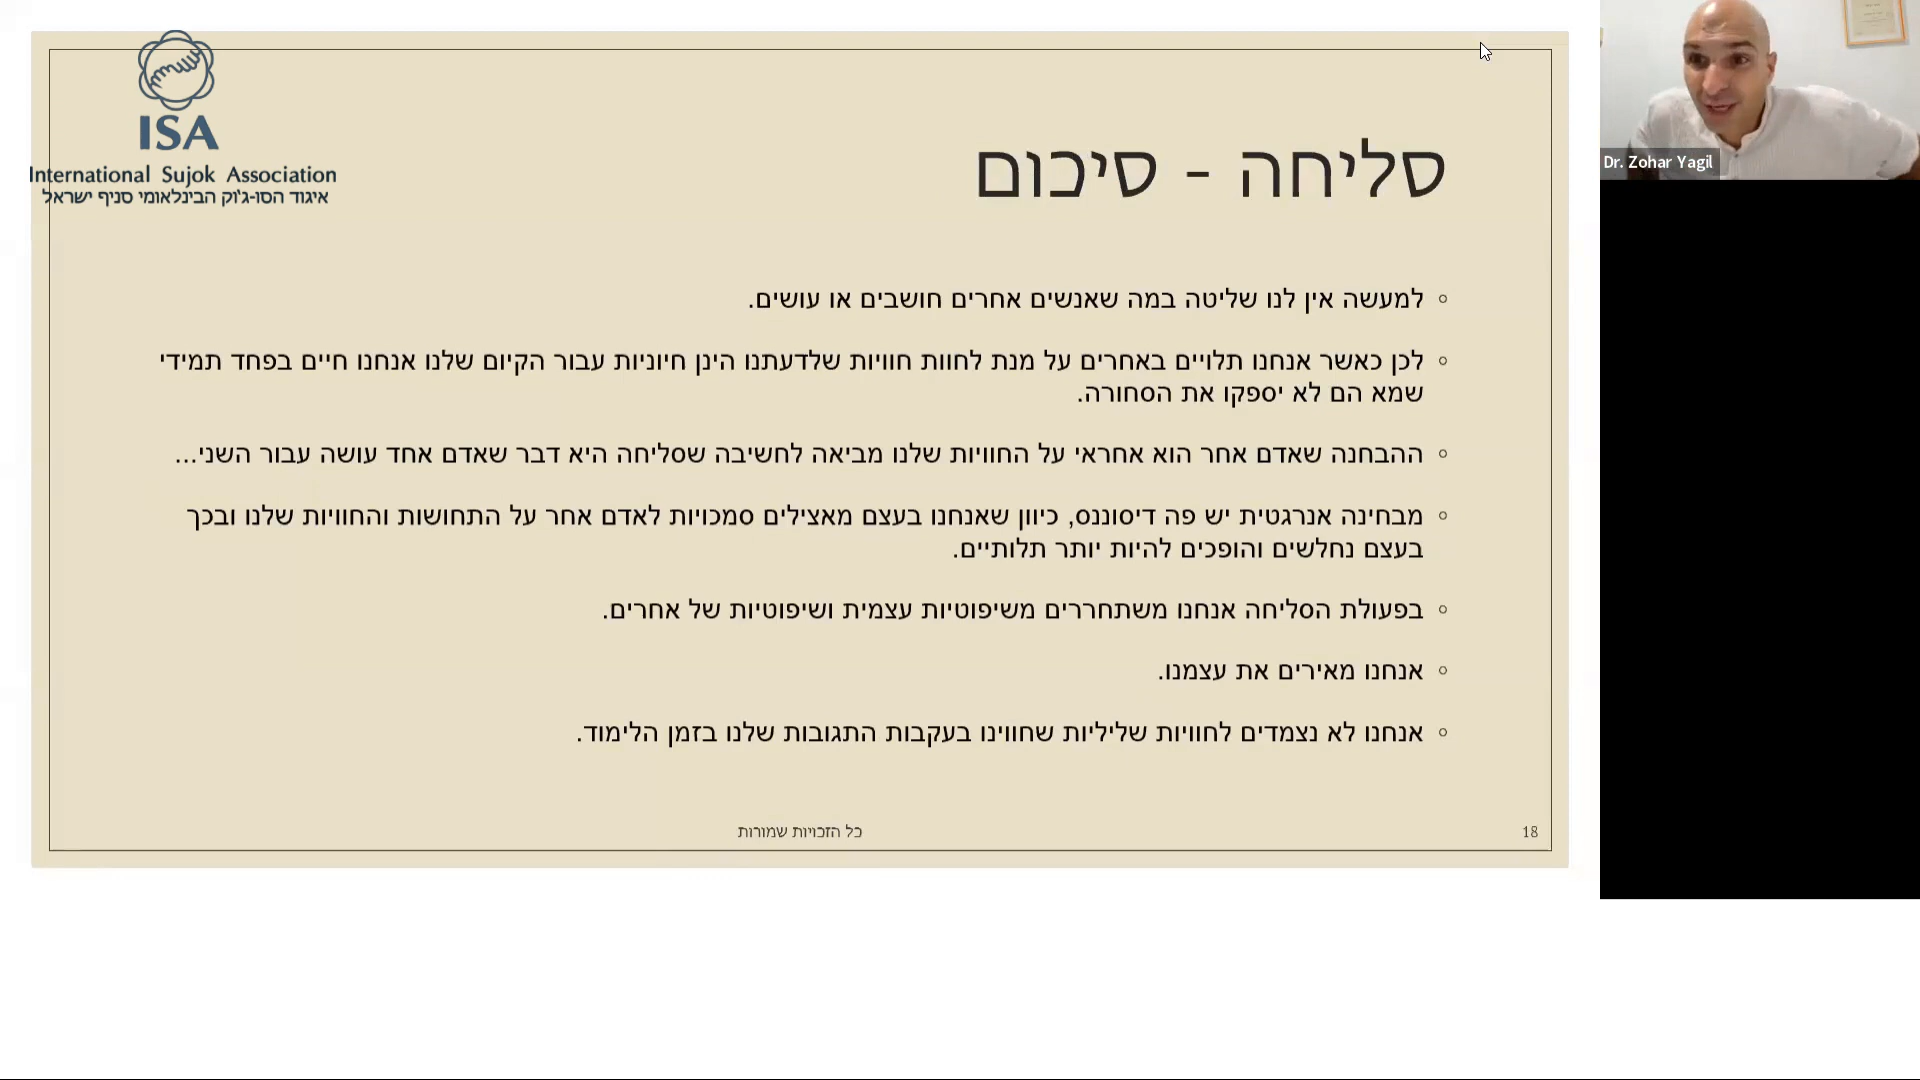 ISA
International Sujok Association
איגוד הסו-ג'וק הבינלאומי סניף ישראל
סליחה - סיכום
◦ למעשה אין לנו שליטה במה שאנשים אחרים חושבים או עושים.
◦ לכן כאשר אנחנו תלויים באחרים על מנת לחוות חוויות שלדעתנו הינן חיוניות עבור הקיום שלנו אנחנו חיים בפחד תמידי
שמא הם לא יספקו את הסחורה.
◦ ההבחנה שאדם אחר הוא אחראי על החוויות שלנו מביאה לחשיבה שסליחה היא דבר שאדם אחד עושה עבור השני...
◦ מבחינה אנרגטית יש פה דיסוננס, כיוון שאנחנו בעצם מאצילים סמכויות לאדם אחר על התחושות והחוויות שלנו ובכך
בעצם נחלשים והופכים להיות יותר תלותיים.
◦ בפעולת הסליחה אנחנו משתחררים משיפוטיות עצמית ושיפוטיות של אחרים.
◦ אנחנו מאירים את עצמנו.
◦ אנחנו לא נצמדים לחוויות שליליות שחווינו בעקבות התגובות שלנו בזמן הלימוד.
כל הזכויות שמורות
18
Dr. Zohar Yagil